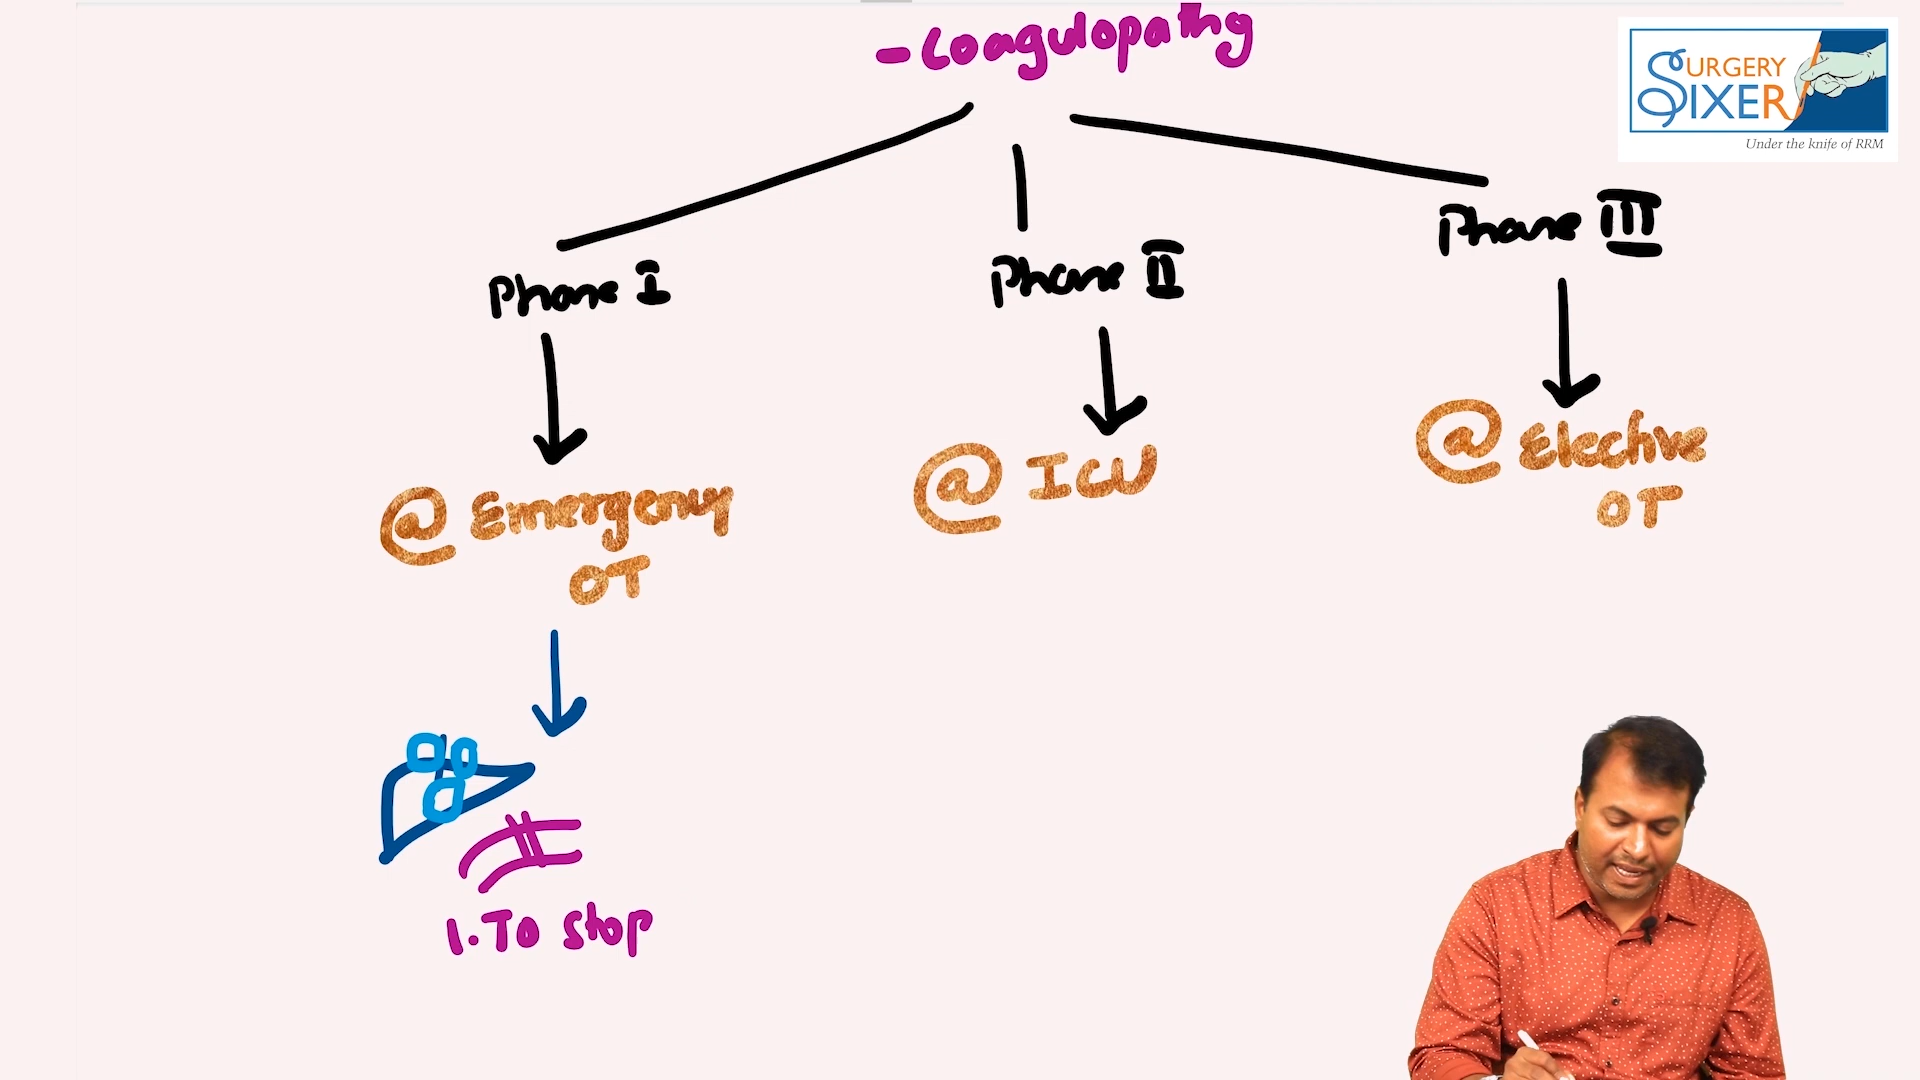 - Coagulopathy
SURGERY
SIXER
Under the knife of RRM
Phase I
Phase II
Phase III
@ Emergency
OT
@ ICU
@ Elective
OT
1. To stop